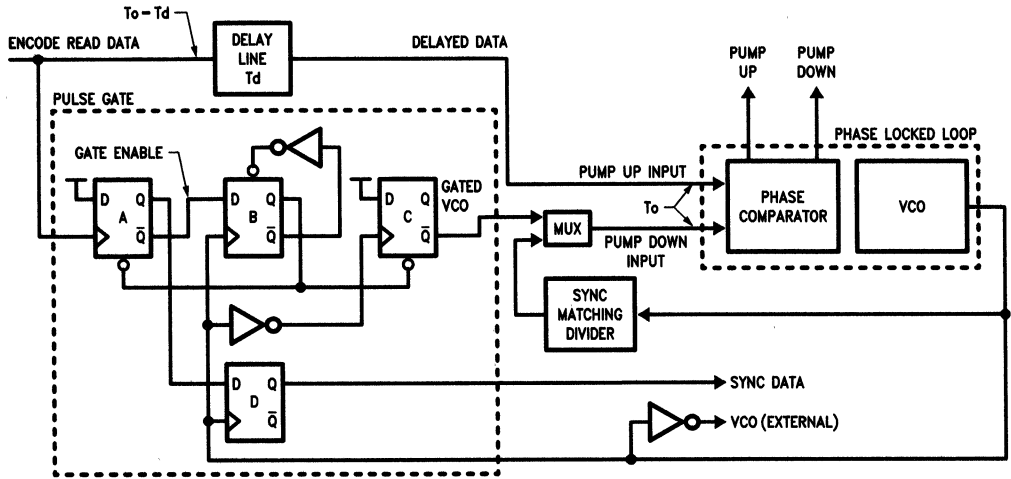 To – Td
ENCODE READ DATA
DELAY
LINE
Td
DELAYED DATA
PUMP
UP
PUMP
DOWN
PULSE GATE
PHASE LOCKED LOOP
GATE ENABLE
D Q
A
Q̅
D Q
B
Q̅
D Q
C
Q̅
GATED
VCO
PUMP UP INPUT
To
PHASE
COMPARATOR
VCO
MUX
PUMP DOWN
INPUT
SYNC
MATCHING
DIVIDER
D Q
D
Q̅
SYNC DATA
VCO (EXTERNAL)